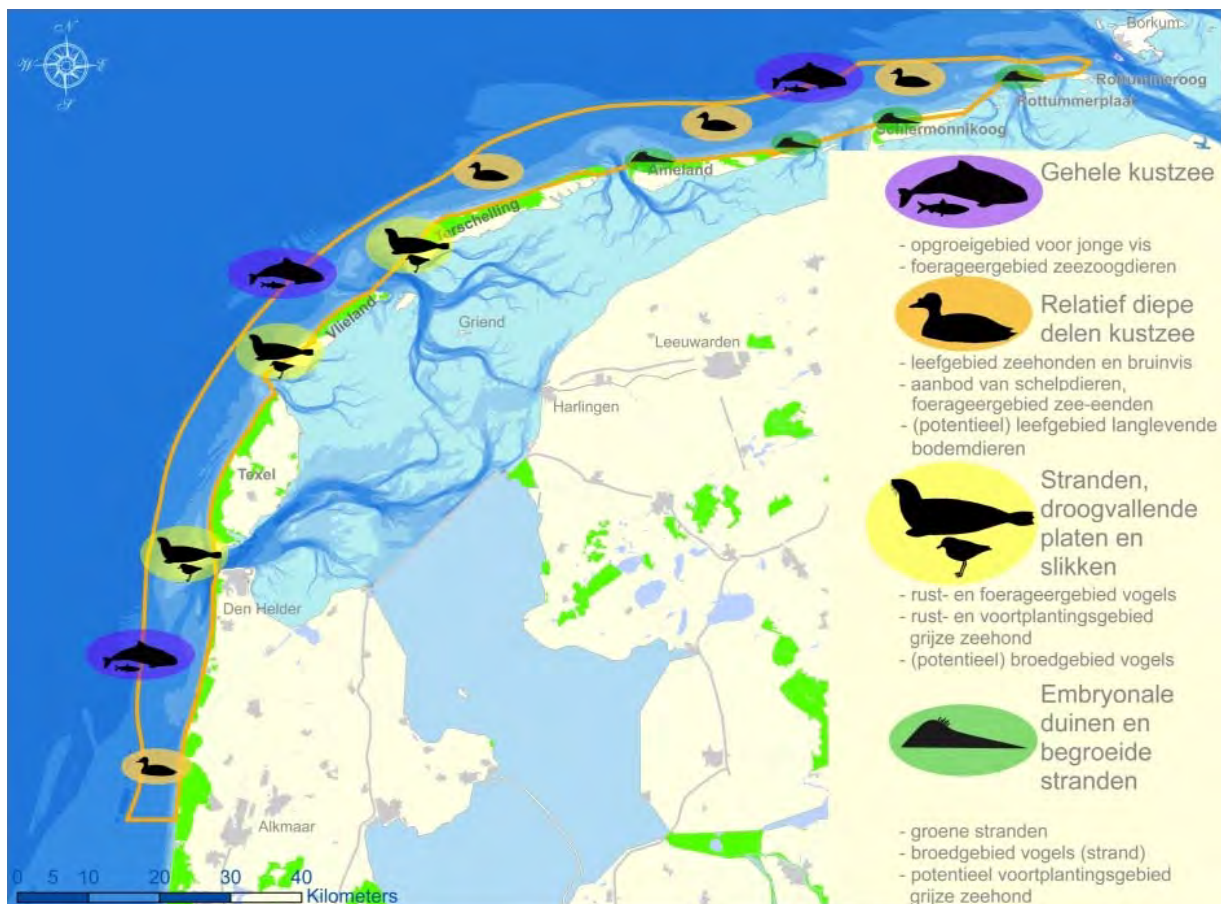 N
W E
S
Borkum
Rottummeroog
Rottummerplaat
Schiermonnikoog
Ameland
Terschelling
Vlieland
Griend
Leeuwarden
Harlingen
Texel
Den Helder
Alkmaar
0 5 10 20 30 40
Kilometers
Gehele kustzee
- opgroeigebied voor jonge vis
- foerageergebied zeezoogdieren
Relatief diepe
delen kustzee
- leefgebied zeehonden en bruinvis
- aanbod van schelpdieren,
foerageergebied zee-eenden
- (potentieel) leefgebied langlevende
bodemdieren
Stranden,
droogvallende
platen en
slikken
- rust- en foerageergebied vogels
- rust- en voortplantingsgebied
grijze zeehond
- (potentieel) broedgebied vogels
Embryonale
duinen en
begroeide
stranden
- groene stranden
- broedgebied vogels (strand)
- potentieel voortplantingsgebied
grijze zeehond